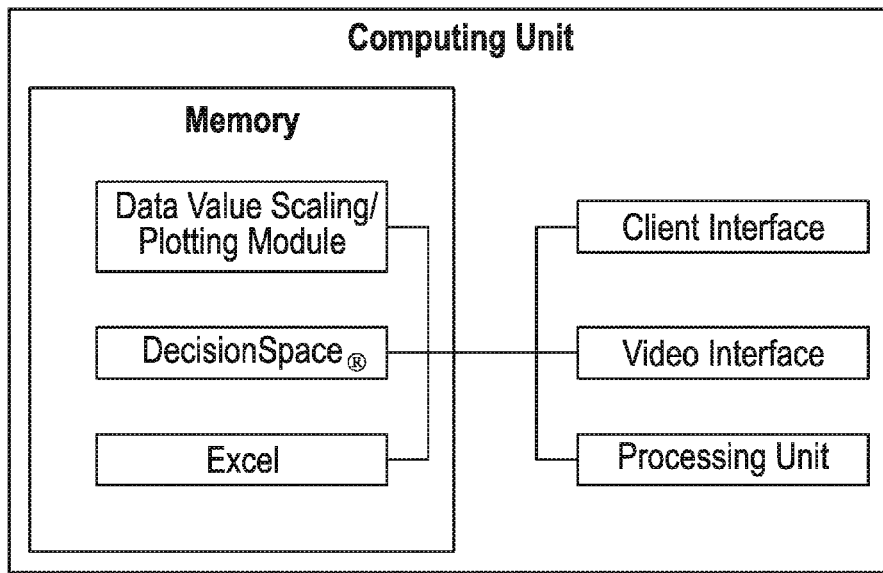 Computing Unit
Memory
Data Value Scaling/
Plotting Module
DecisionSpace®
Excel
Client Interface
Video Interface
Processing Unit